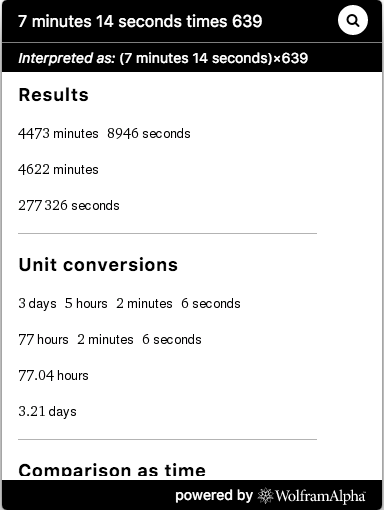 7 minutes 14 seconds times 639
Interpreted as: (7 minutes 14 seconds)×639
Results
4473 minutes 8946 seconds
4622 minutes
277 326 seconds
Unit conversions
3 days 5 hours 2 minutes 6 seconds
77 hours 2 minutes 6 seconds
77.04 hours
3.21 days
Comparison as time
powered by WolframAlpha